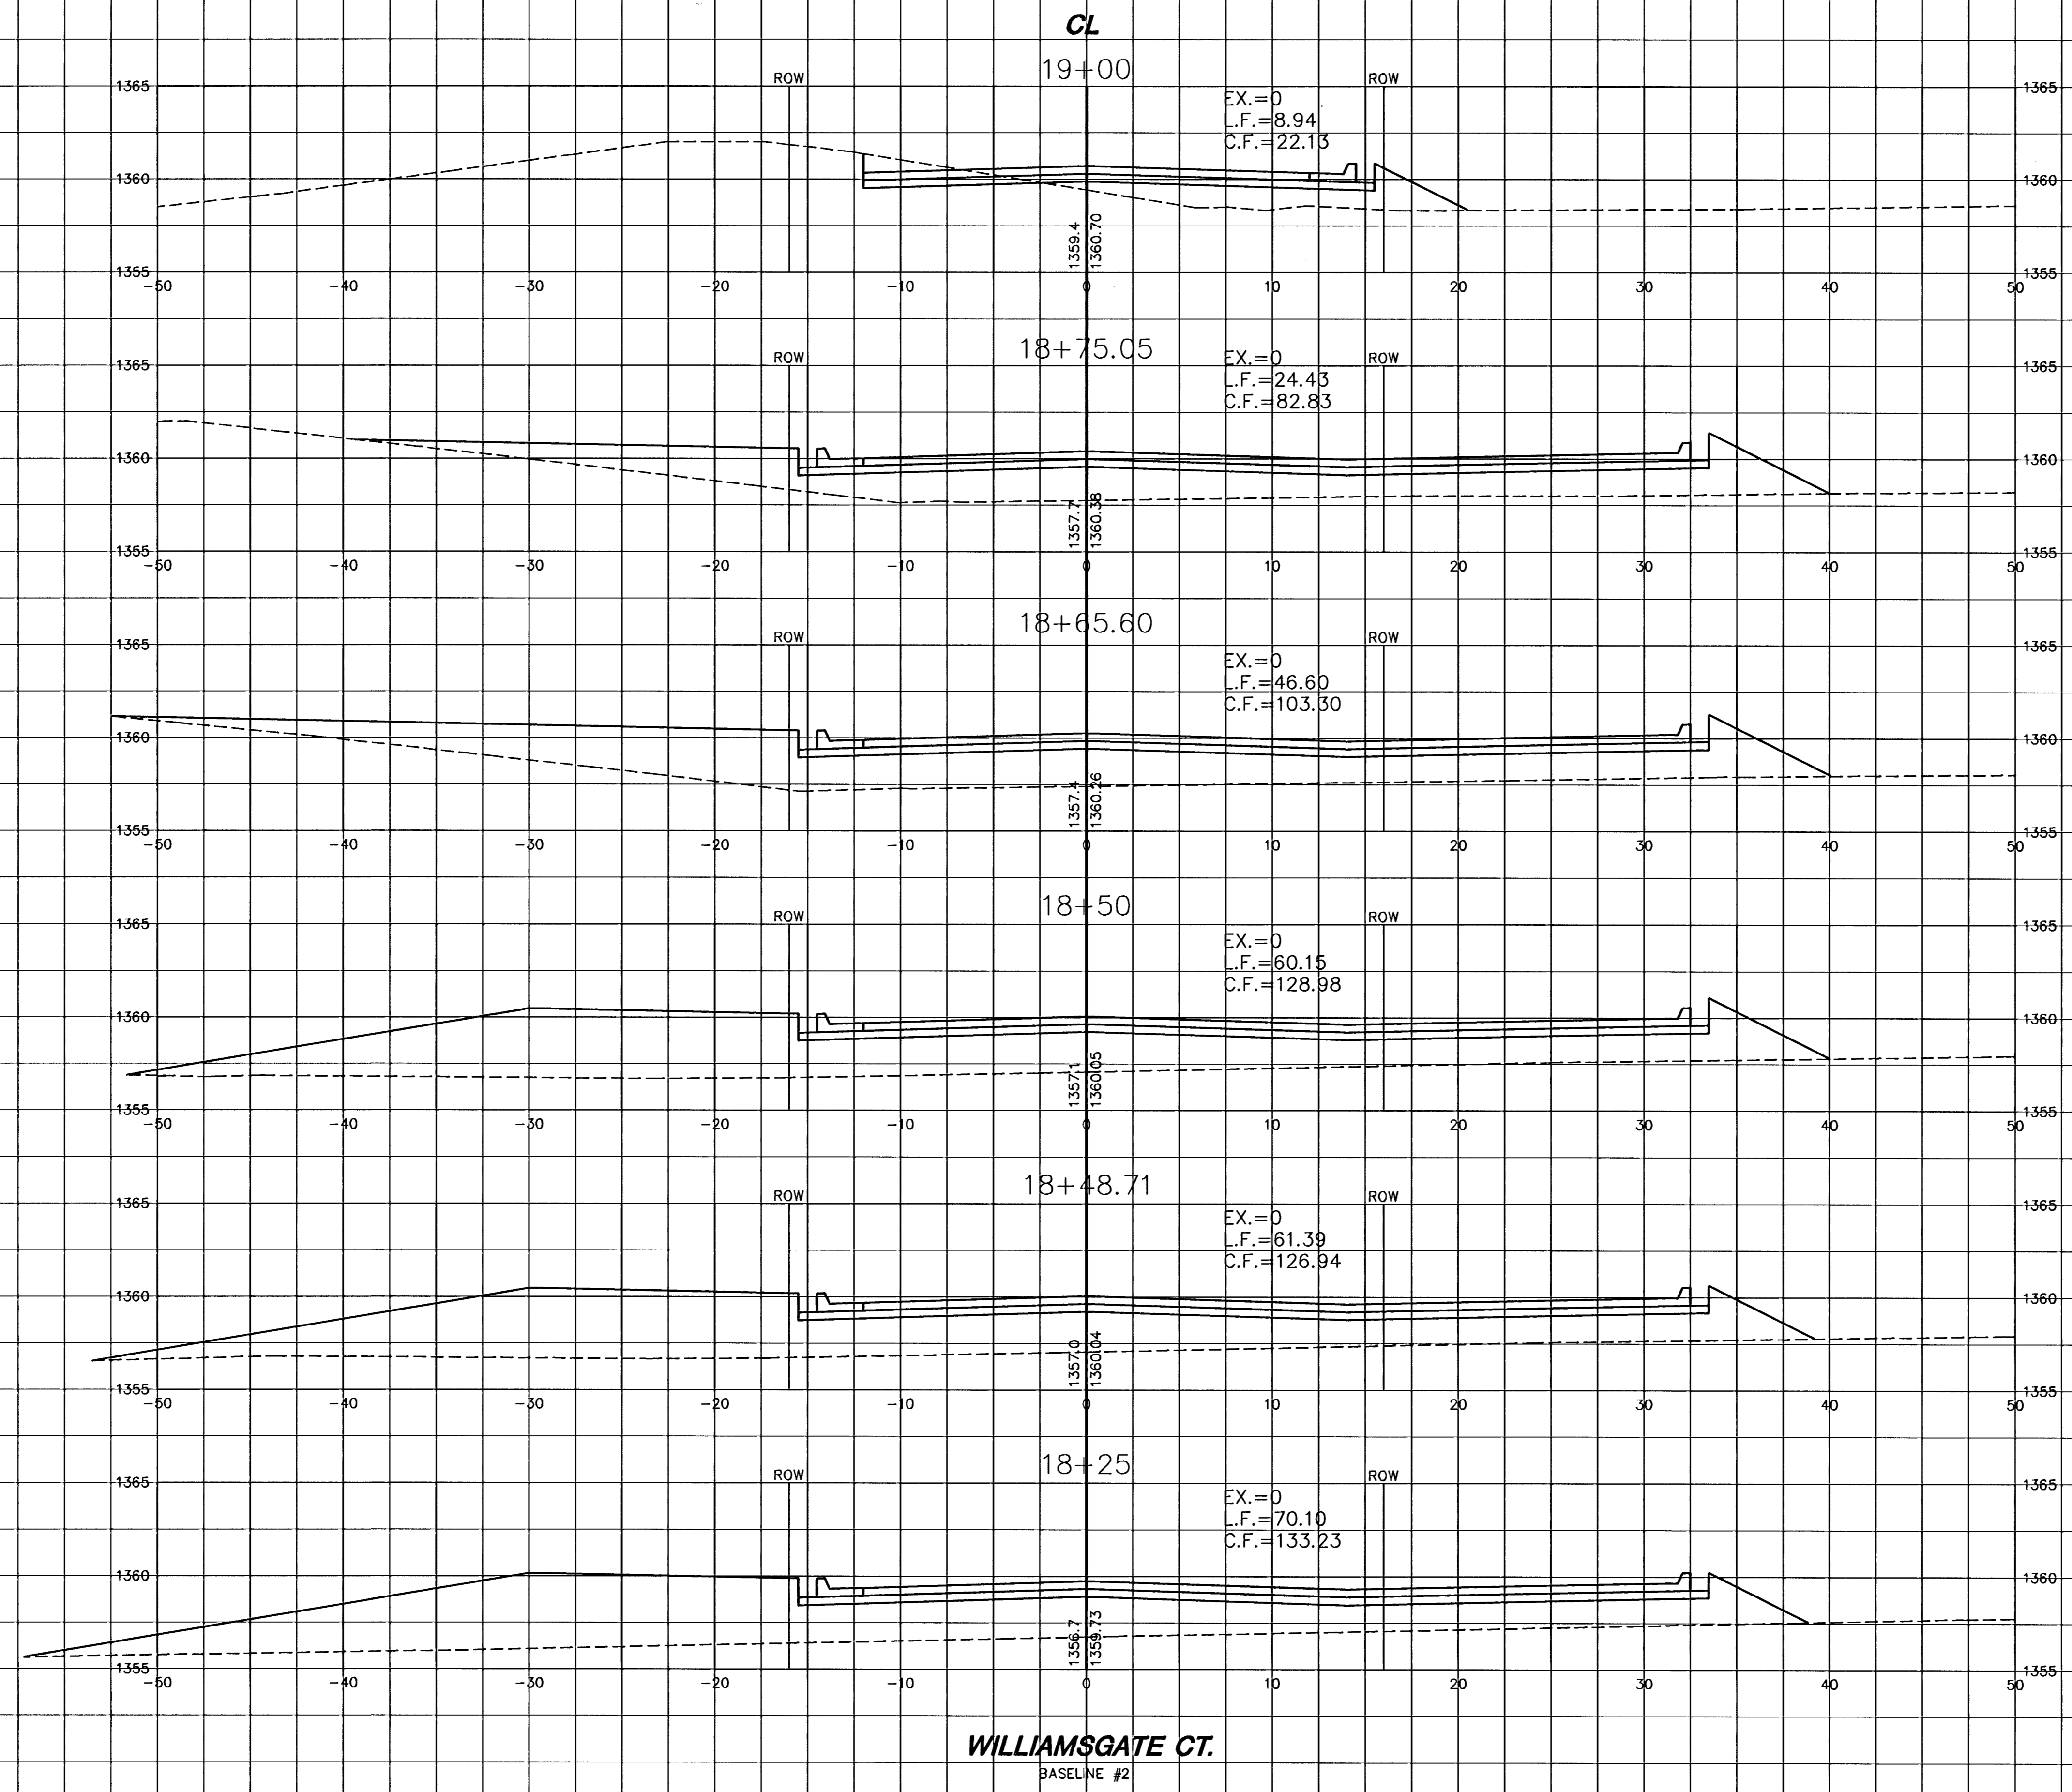 CL
19+00
ROW ROW
1365 1365
EX.=0
L.F.=8.94
C.F.=22.13
1360 1360
1359.4
1360.70
1355 1355
-50 -40 -30 -20 -10 0 10 20 30 40 50
18+75.05
ROW ROW
1365 1365
EX.=0
L.F.=24.43
C.F.=82.83
1360 1360
1357.7
1360.38
1355 1355
-50 -40 -30 -20 -10 0 10 20 30 40 50
18+65.60
ROW ROW
1365 1365
EX.=0
L.F.=46.60
C.F.=103.30
1360 1360
1357.4
1360.26
1355 1355
-50 -40 -30 -20 -10 0 10 20 30 40 50
18+50
ROW ROW
1365 1365
EX.=0
L.F.=60.15
C.F.=128.98
1360 1360
1357.1
1360.05
1355 1355
-50 -40 -30 -20 -10 0 10 20 30 40 50
18+48.71
ROW ROW
1365 1365
EX.=0
L.F.=61.39
C.F.=126.94
1360 1360
1357.0
1360.04
1355 1355
-50 -40 -30 -20 -10 0 10 20 30 40 50
18+25
ROW ROW
1365 1365
EX.=0
L.F.=70.10
C.F.=133.23
1360 1360
1356.7
1359.73
1355 1355
-50 -40 -30 -20 -10 0 10 20 30 40 50
WILLIAMSGATE CT.
BASELINE #2